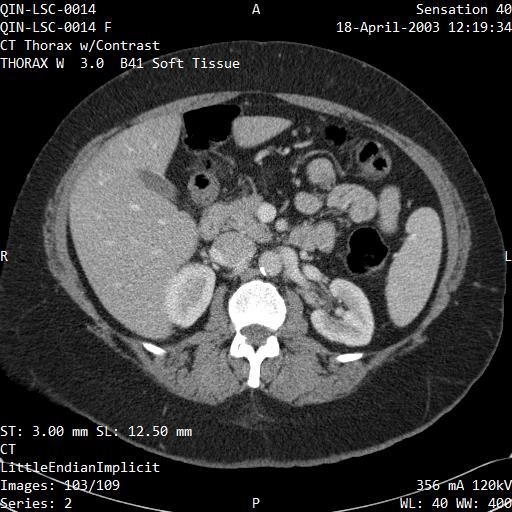 QIN-LSC-0014
A
Sensation 40
QIN-LSC-0014 F
18-April-2003 12:19:34
CT Thorax w/Contrast
THORAX W 3.0 B41 Soft Tissue
R
L
ST: 3.00 mm SL: 12.50 mm
CT
LittleEndianImplicit
Images: 103/109
356 mA 120kV
Series: 2
P
WL: 40 WW: 400